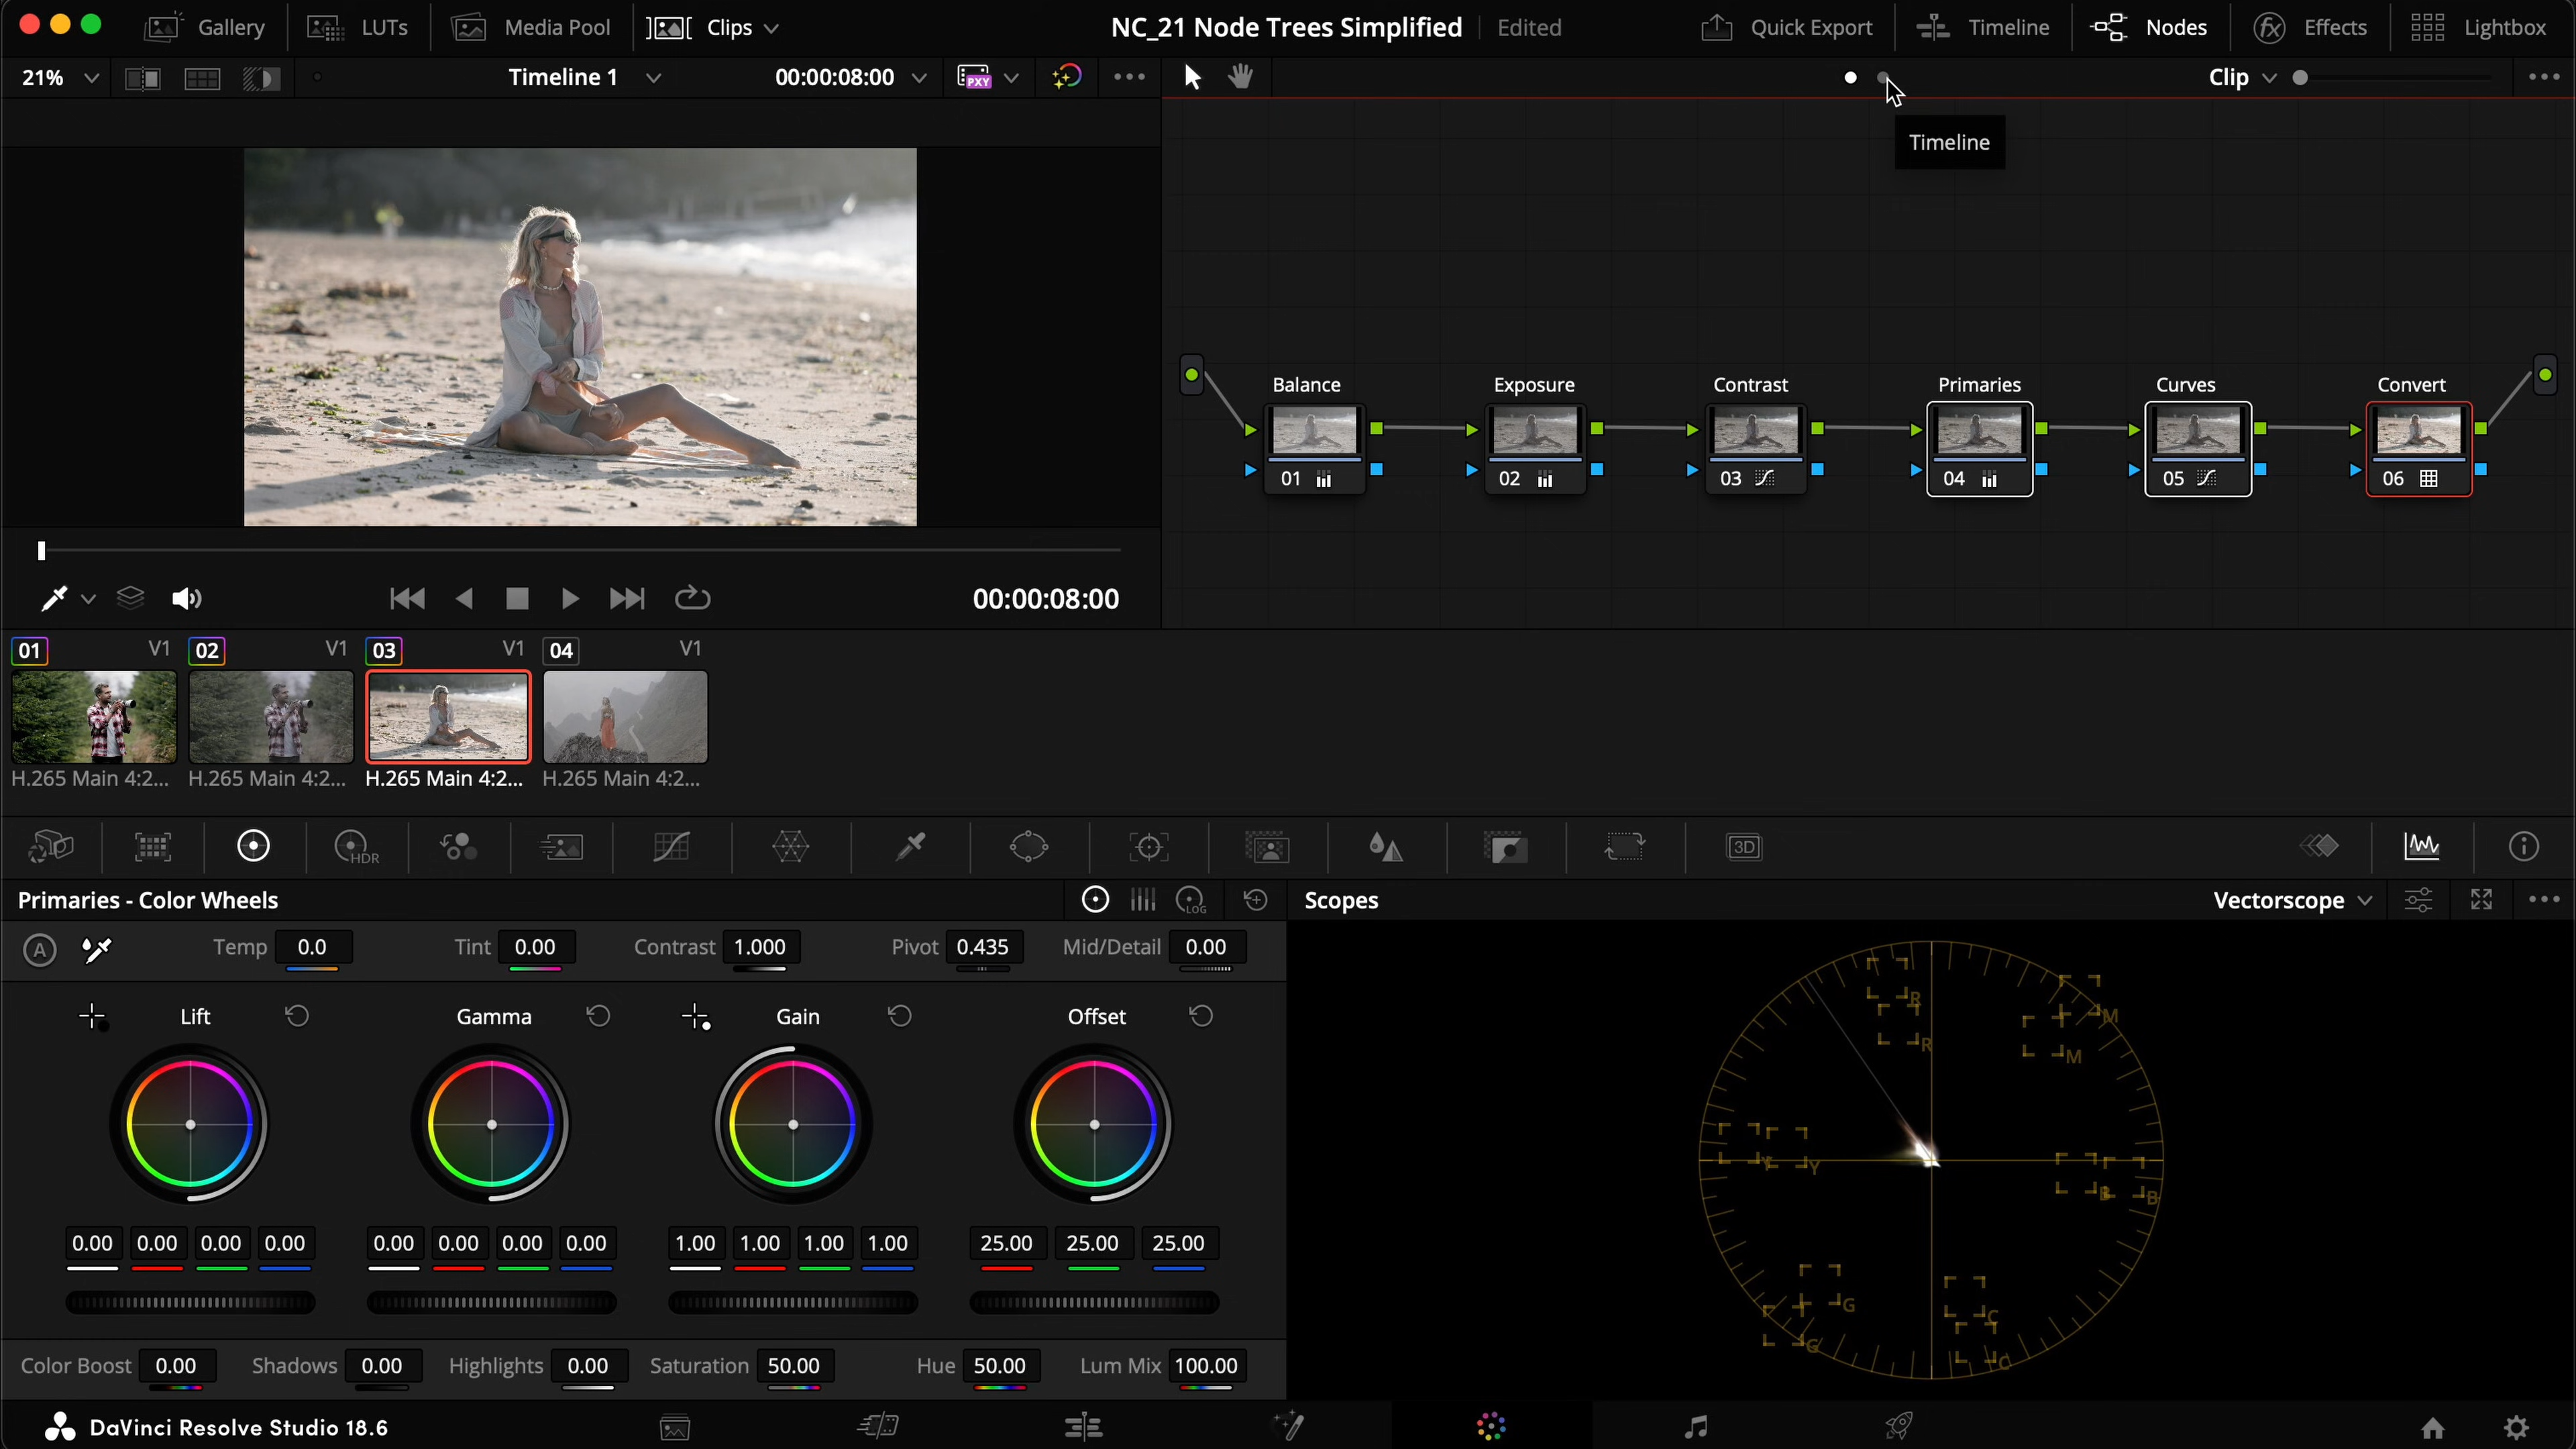 Gallery LUTs Media Pool Clips NC_21 Node Trees Simplified Edited Quick Export Timeline Nodes fx Effects Lightbox
21% Timeline 1 00:00:08:00 PXY Clip
Timeline
Balance Exposure Contrast Primaries Curves Convert
01 02 03 04 05 06
00:00:08:00
01 V1 02 V1 03 V1 04 V1
H.265 Main 4:2... H.265 Main 4:2... H.265 Main 4:2... H.265 Main 4:2...
HDR 3D
Primaries - Color Wheels LOG Scopes Vectorscope
A Temp 0.0 Tint 0.00 Contrast 1.000 Pivot 0.435 Mid/Detail 0.00
Lift Gamma Gain Offset
R M
R M
Y Y B B
0.00 0.00 0.00 0.00 0.00 0.00 0.00 0.00 1.00 1.00 1.00 1.00 25.00 25.00 25.00
G C
G C
Color Boost 0.00 Shadows 0.00 Highlights 0.00 Saturation 50.00 Hue 50.00 Lum Mix 100.00
DaVinci Resolve Studio 18.6